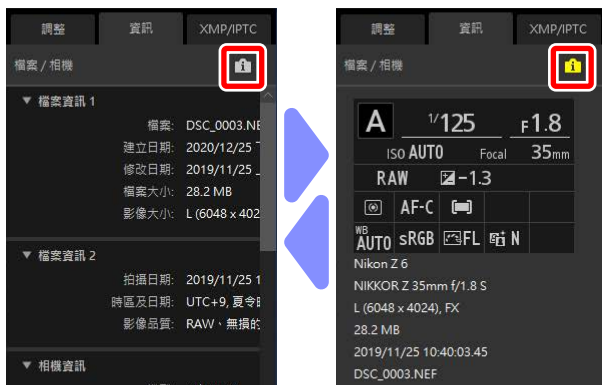 調整 資訊 XMP/IPTC
檔案 / 相機
▼ 檔案資訊 1
檔案: DSC_0003.NE
建立日期: 2020/12/25
修改日期: 2019/11/25
檔案大小: 28.2 MB
影像大小: L (6048 x 402
▼ 檔案資訊 2
拍攝日期: 2019/11/25 1
時區及日期: UTC+9, 夏令
影像品質: RAW、無損的
▼ 相機資訊
調整 資訊 XMP/IPTC
檔案 / 相機
A 1/125 F1.8
ISO AUTO Focal 35mm
RAW -1.3
AF-C
WB AUTO sRGB FL N
Nikon Z 6
NIKKOR Z 35mm f/1.8 S
L (6048 x 4024), FX
28.2 MB
2019/11/25 10:40:03.45
DSC_0003.NEF